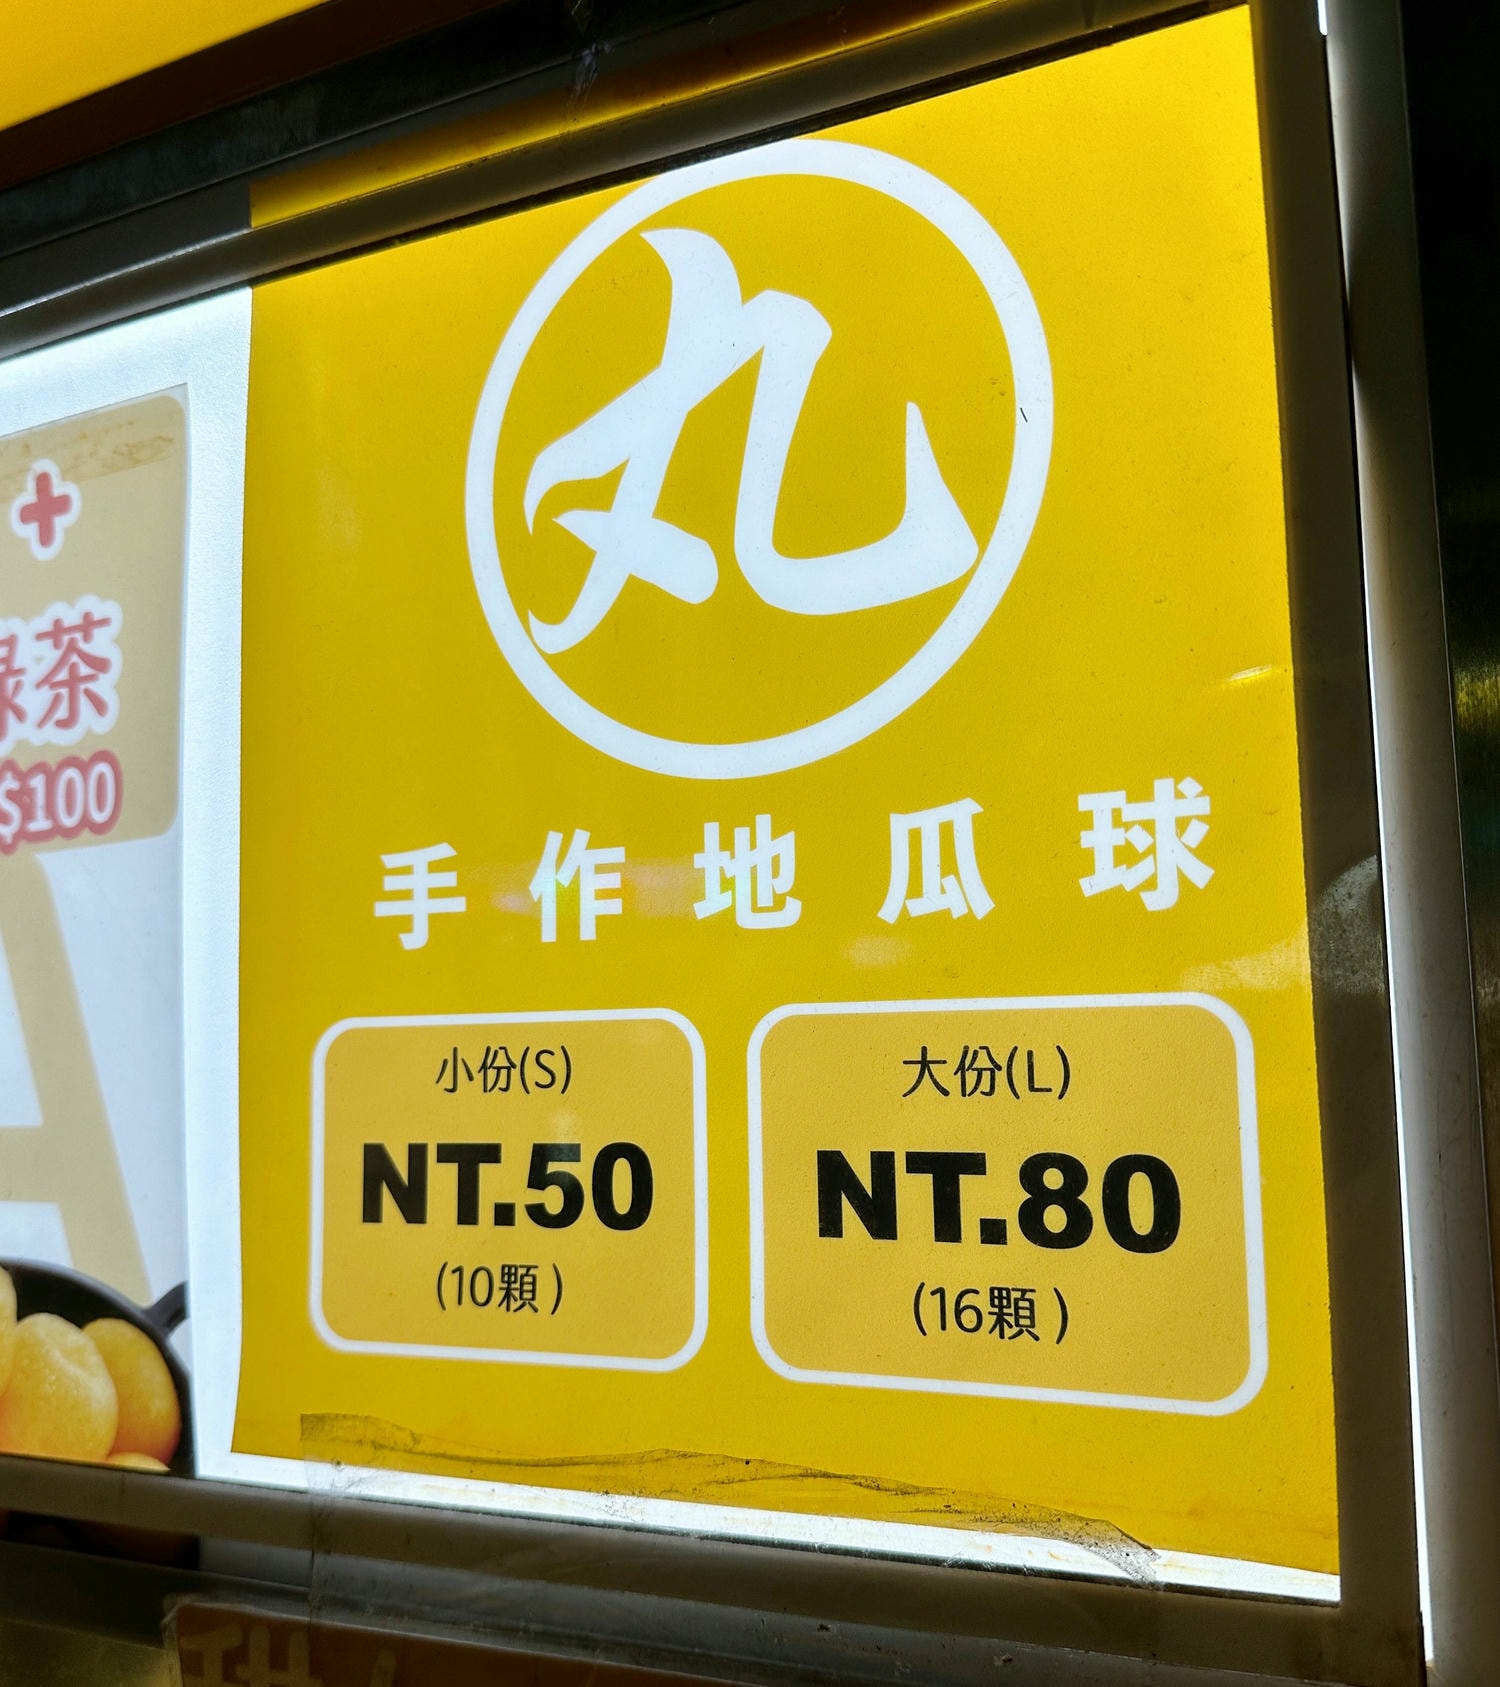 丸
手作地瓜球
小份(S)
NT.50
(10顆)
大份(L)
NT.80
(16顆)
+
綠茶
$100